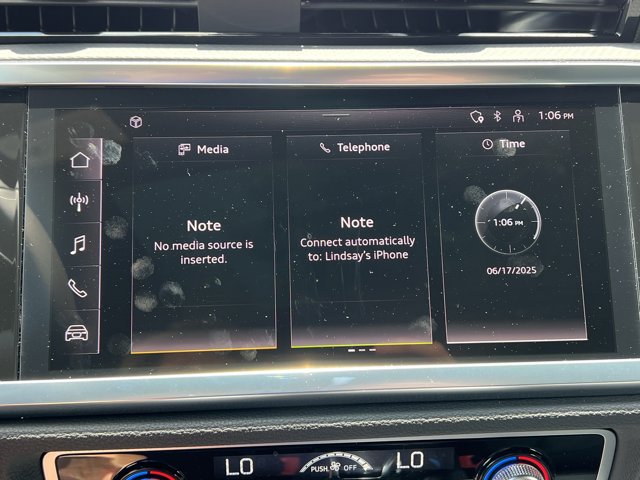 1:06 PM
Media
Note
No media source is
inserted.
Telephone
Note
Connect automatically
to: Lindsay's iPhone
Time
1:06 PM
06/17/2025
LO
PUSH OFF
LO